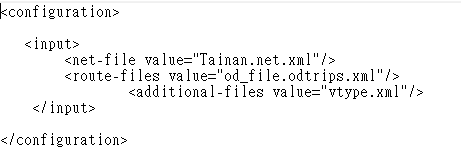 <configuration>
<input>
<net-file value="Tainan.net.xml"/>
<route-files value="od_file.odtrips.xml"/>
<additional-files value="vtype.xml"/>
</input>
</configuration>